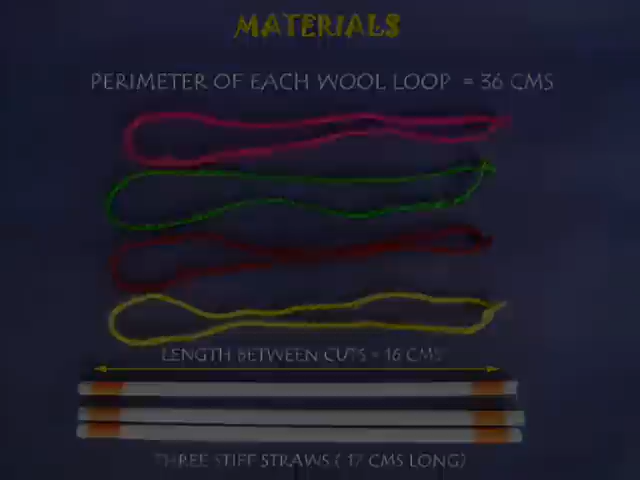 MATERIALS
PERIMETER OF EACH WOOL LOOP = 36 CMS
LENGTH BETWEEN CUTS = 16 CMS
THREE STIFF STRAWS ( 17 CMS LONG)